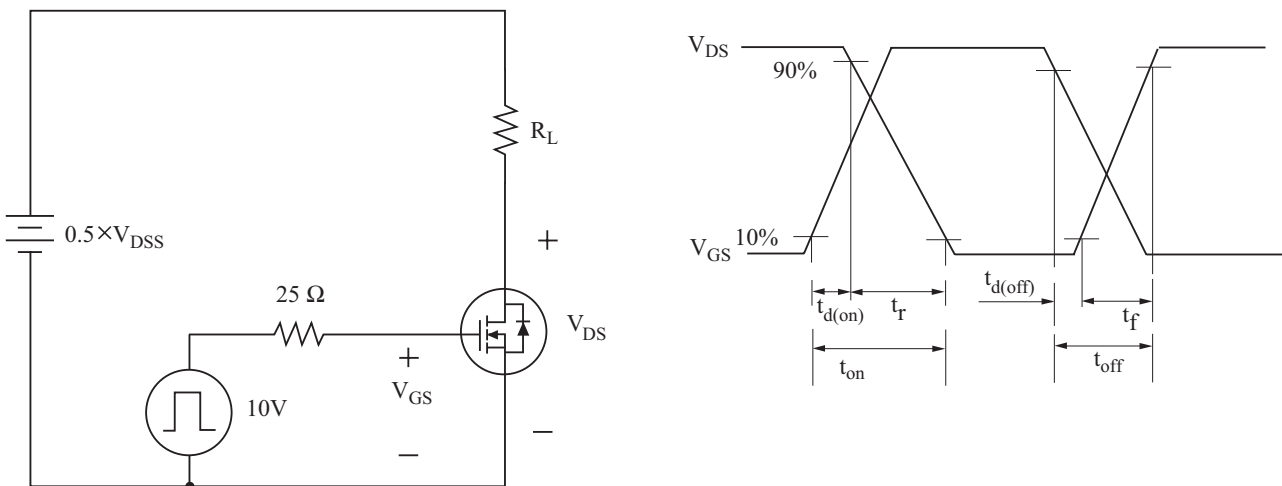 R_L
0.5×V_DSS
+
25 Ω
V_DS
+
V_GS
10V
−
−
V_DS
90%
10%
V_GS
t_d(on)
t_r
t_d(off)
t_f
t_on
t_off